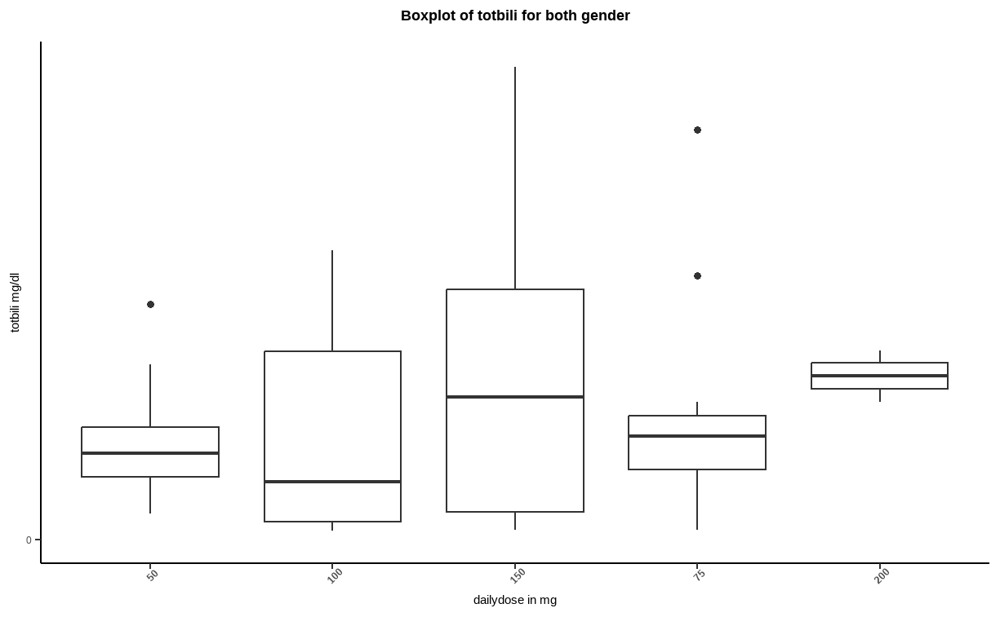 Boxplot of totbili for both gender
totbili mg/dl
0
50
100
150
75
200
dailydose in mg